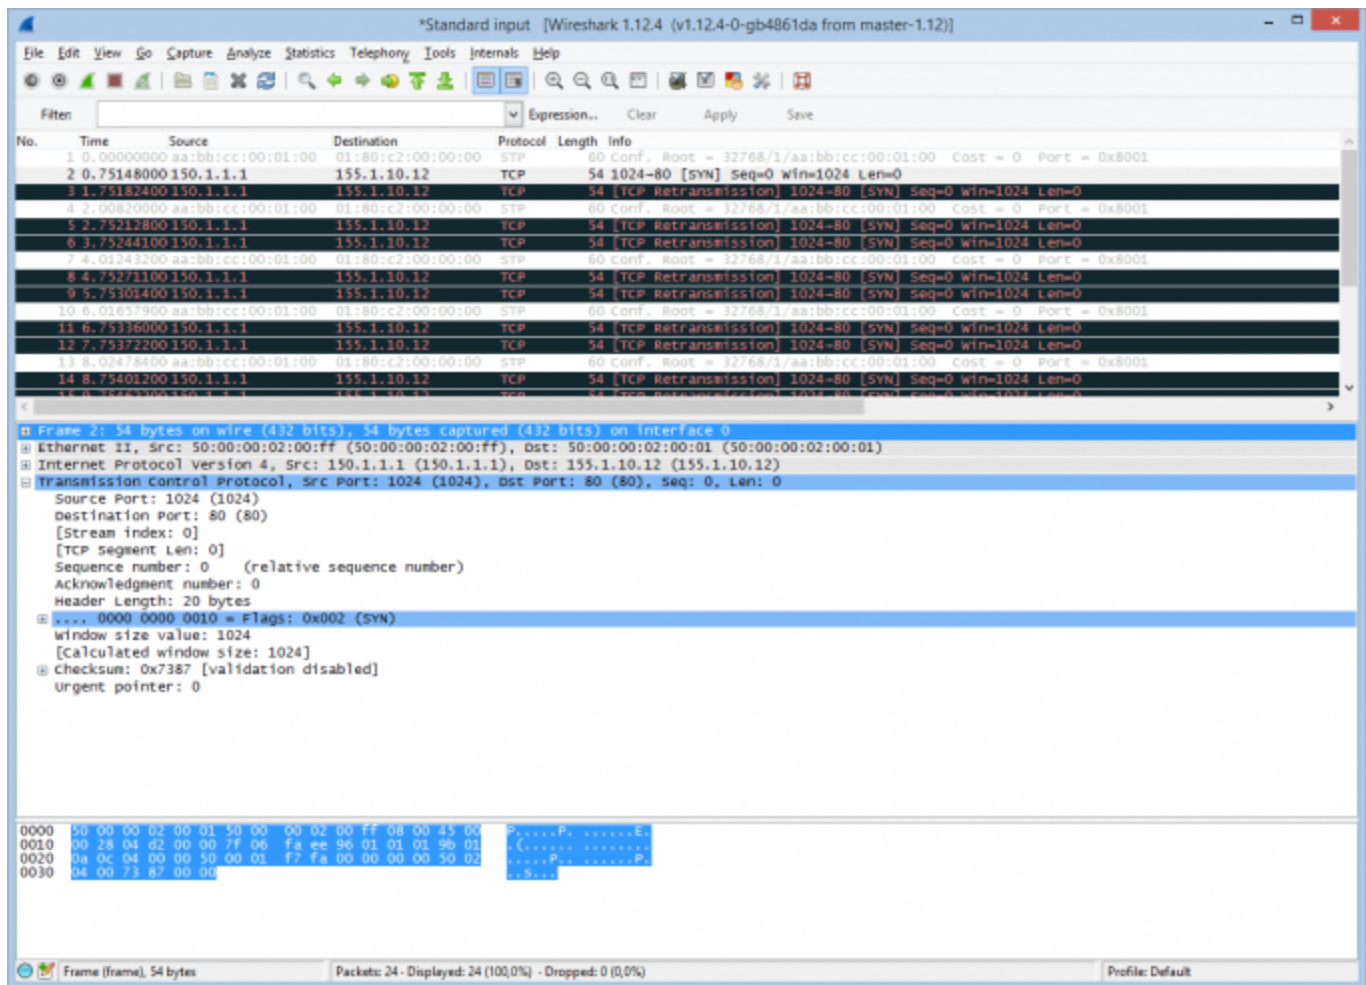 *Standard input [Wireshark 1.12.4 (v1.12.4-0-gb4861da from master-1.12)]
File Edit View Go Capture Analyze Statistics Telephony Tools Internals Help
Filter: Expression... Clear Apply Save
No. Time Source Destination Protocol Length Info
1 0.00000000 aa:bb:cc:00:01:00 01:80:c2:00:00:00 STP 60 Conf. Root = 32768/1/aa:bb:cc:00:01:00 Cost = 0 Port = 0x8001
2 0.75148000 150.1.1.1 155.1.10.12 TCP 54 1024→80 [SYN] Seq=0 Win=1024 Len=0
3 1.75182400 150.1.1.1 155.1.10.12 TCP 54 [TCP Retransmission] 1024→80 [SYN] Seq=0 Win=1024 Len=0
4 2.00820000 aa:bb:cc:00:01:00 01:80:c2:00:00:00 STP 60 Conf. Root = 32768/1/aa:bb:cc:00:01:00 Cost = 0 Port = 0x8001
5 2.75212800 150.1.1.1 155.1.10.12 TCP 54 [TCP Retransmission] 1024→80 [SYN] Seq=0 Win=1024 Len=0
6 3.75244100 150.1.1.1 155.1.10.12 TCP 54 [TCP Retransmission] 1024→80 [SYN] Seq=0 Win=1024 Len=0
7 4.01243200 aa:bb:cc:00:01:00 01:80:c2:00:00:00 STP 60 Conf. Root = 32768/1/aa:bb:cc:00:01:00 Cost = 0 Port = 0x8001
8 4.75271100 150.1.1.1 155.1.10.12 TCP 54 [TCP Retransmission] 1024→80 [SYN] Seq=0 Win=1024 Len=0
9 5.75301400 150.1.1.1 155.1.10.12 TCP 54 [TCP Retransmission] 1024→80 [SYN] Seq=0 Win=1024 Len=0
10 6.01657900 aa:bb:cc:00:01:00 01:80:c2:00:00:00 STP 60 Conf. Root = 32768/1/aa:bb:cc:00:01:00 Cost = 0 Port = 0x8001
11 6.75336000 150.1.1.1 155.1.10.12 TCP 54 [TCP Retransmission] 1024→80 [SYN] Seq=0 Win=1024 Len=0
12 7.75372200 150.1.1.1 155.1.10.12 TCP 54 [TCP Retransmission] 1024→80 [SYN] Seq=0 Win=1024 Len=0
13 8.02478400 aa:bb:cc:00:01:00 01:80:c2:00:00:00 STP 60 Conf. Root = 32768/1/aa:bb:cc:00:01:00 Cost = 0 Port = 0x8001
14 8.75401200 150.1.1.1 155.1.10.12 TCP 54 [TCP Retransmission] 1024→80 [SYN] Seq=0 Win=1024 Len=0
Frame 2: 54 bytes on wire (432 bits), 54 bytes captured (432 bits) on interface 0
Ethernet II, Src: 50:00:00:02:00:ff (50:00:00:02:00:ff), Dst: 50:00:00:02:00:01 (50:00:00:02:00:01)
Internet Protocol Version 4, Src: 150.1.1.1 (150.1.1.1), Dst: 155.1.10.12 (155.1.10.12)
Transmission Control Protocol, Src Port: 1024 (1024), Dst Port: 80 (80), Seq: 0, Len: 0
Source Port: 1024 (1024)
Destination Port: 80 (80)
[Stream index: 0]
[TCP Segment Len: 0]
Sequence number: 0 (relative sequence number)
Acknowledgment number: 0
Header Length: 20 bytes
.... 0000 0000 0010 = Flags: 0x002 (SYN)
Window size value: 1024
[Calculated window size: 1024]
Checksum: 0x7387 [validation disabled]
Urgent pointer: 0
0000 50 00 00 02 00 01 50 00 00 02 00 ff 08 00 45 00 P.....P. ......E.
0010 00 28 04 d2 00 00 7f 06 fa ee 96 01 01 01 9b 01 .(...... ........
0020 0a 0c 04 00 00 50 00 01 f7 fa 00 00 00 00 50 02 .....P.. ......P.
0030 04 00 73 87 00 00 ..s...
Frame (frame), 54 bytes Packets: 24 · Displayed: 24 (100,0%) · Dropped: 0 (0,0%) Profile: Default